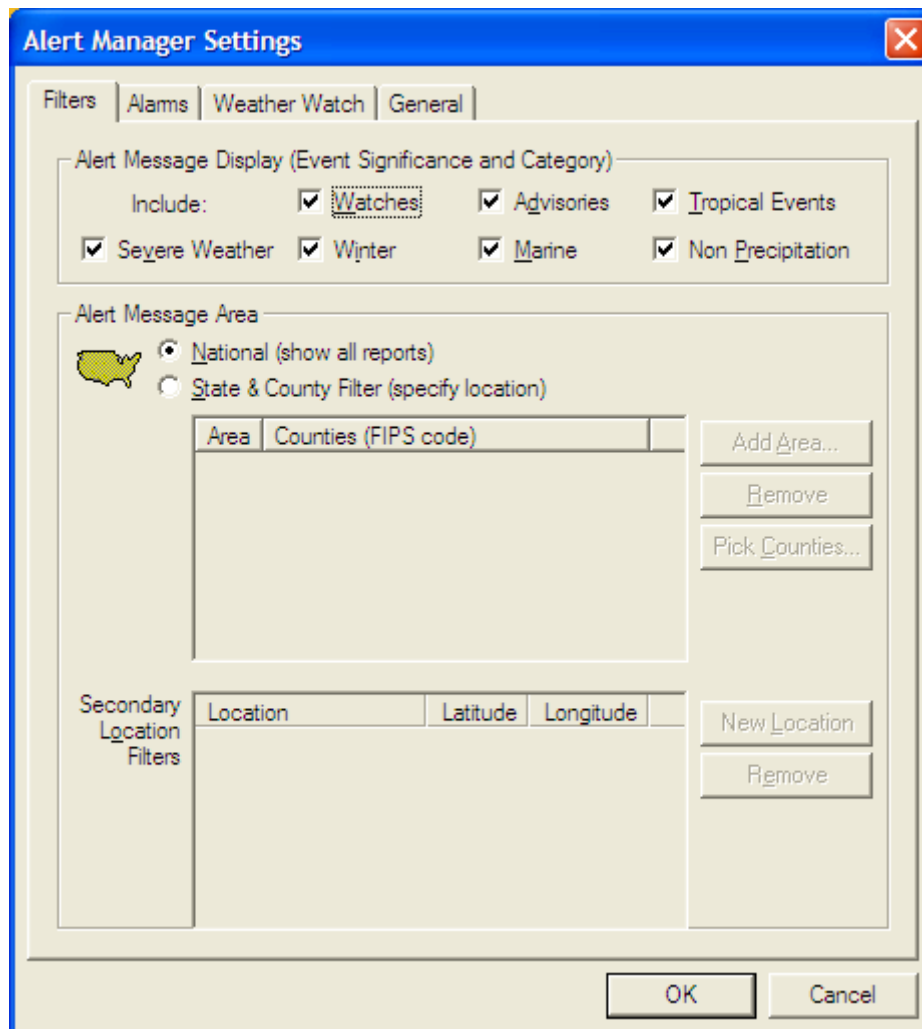 Alert Manager Settings
Filters Alarms Weather Watch General
Alert Message Display (Event Significance and Category)
Include: Watches Advisories Tropical Events
Severe Weather Winter Marine Non Precipitation
Alert Message Area
National (show all reports)
State & County Filter (specify location)
Area Counties (FIPS code)
Add Area...
Remove
Pick Counties...
Secondary Location Filters
Location Latitude Longitude
New Location
Remove
OK Cancel